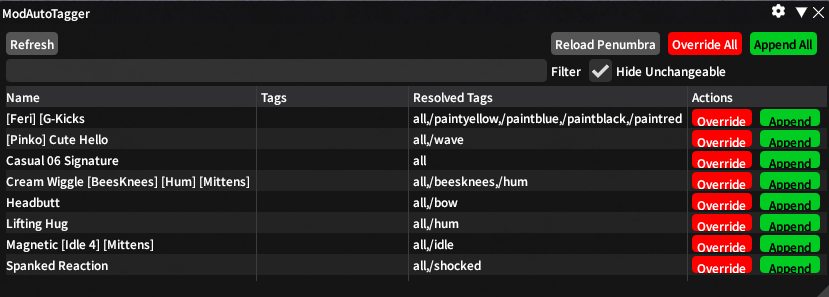 ModAutoTagger
Refresh Reload Penumbra Override All Append All
Filter Hide Unchangeable
Name Tags Resolved Tags Actions
[Feri] [G-Kicks all,/paintyellow,/paintblue,/paintblack,/paintred Override Append
[Pinko] Cute Hello all,/wave Override Append
Casual 06 Signature all Override Append
Cream Wiggle [BeesKnees] [Hum] [Mittens] all,/beesknees,/hum Override Append
Headbutt all,/bow Override Append
Lifting Hug all,/hum Override Append
Magnetic [Idle 4] [Mittens] all,/idle Override Append
Spanked Reaction all,/shocked Override Append